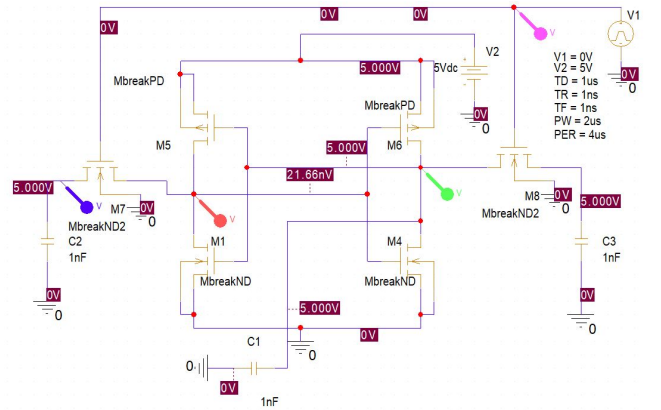 0V
0V
0V
V
V1
V2
5.000V
5Vdc
MbreakPD
MbreakPD
0V
0
V1 = 0V
V2 = 5V
TD = 1us
TR = 1ns
TF = 1ns
PW = 2us
PER = 4us
0V
0
M5
5.000V
M6
21.66nV
5.000V
V
M7
0V
0
V
V
M8
0V
0
5.000V
MbreakND2
MbreakND2
C2
1nF
M1
MbreakND
M4
MbreakND
C3
1nF
0V
0
5.000V
0V
0V
0
C1
0V
0
0
0V
1nF